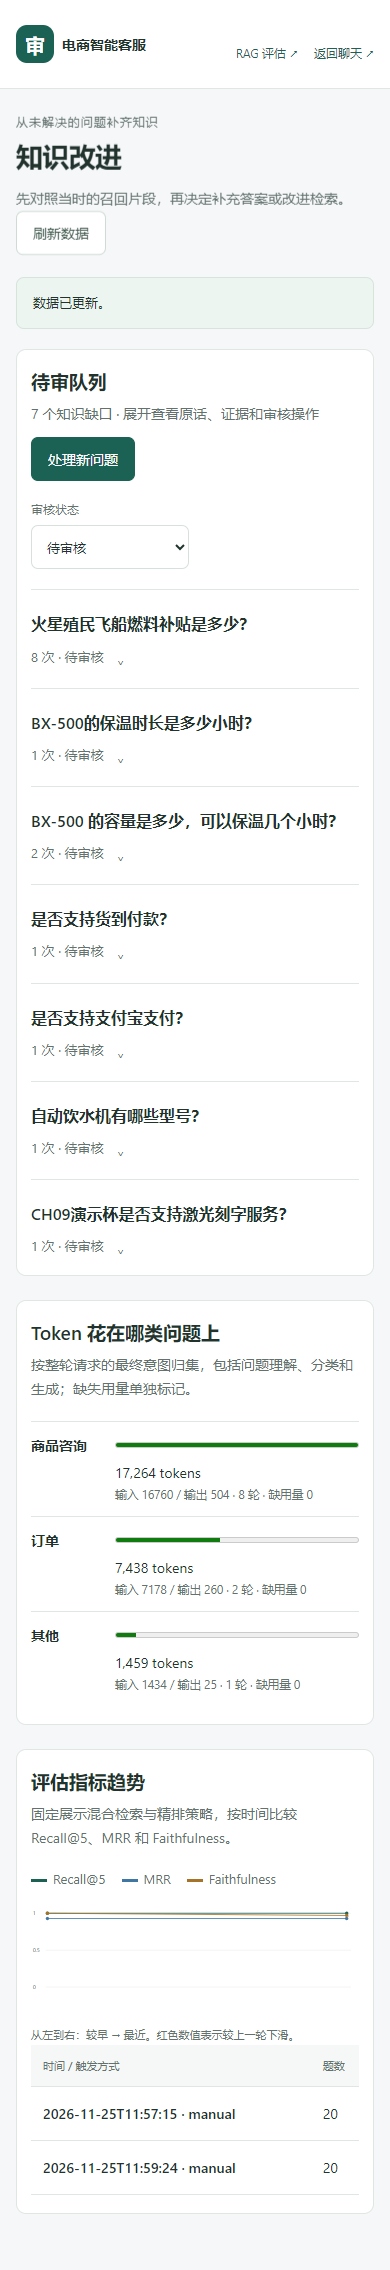 审 电商智能客服
RAG 评估 ↗ 返回聊天 ↗
从未解决的问题补齐知识
知识改进
先对照当时的召回片段，再决定补充答案或改进检索。
刷新数据
数据已更新。
待审队列
7 个知识缺口 · 展开查看原话、证据和审核操作
处理新问题
审核状态
待审核
火星殖民飞船燃料补贴是多少？
8 次 · 待审核
BX-500的保温时长是多少小时？
1 次 · 待审核
BX-500 的容量是多少，可以保温几个小时？
2 次 · 待审核
是否支持货到付款？
1 次 · 待审核
是否支持支付宝支付？
1 次 · 待审核
自动饮水机有哪些型号？
1 次 · 待审核
CH09演示杯是否支持激光刻字服务？
1 次 · 待审核
Token 花在哪类问题上
按整轮请求的最终意图归集，包括问题理解、分类和
生成；缺失用量单独标记。
商品咨询
17,264 tokens
输入 16760 / 输出 504 · 8 轮 · 缺用量 0
订单
7,438 tokens
输入 7178 / 输出 260 · 2 轮 · 缺用量 0
其他
1,459 tokens
输入 1434 / 输出 25 · 1 轮 · 缺用量 0
评估指标趋势
固定展示混合检索与精排策略，按时间比较
Recall@5、MRR 和 Faithfulness。
Recall@5 MRR Faithfulness
1
0.5
0
从左到右：较早 → 最近。红色数值表示较上一轮下滑。
时间 / 触发方式 题数
2026-11-25T11:57:15 · manual 20
2026-11-25T11:59:24 · manual 20